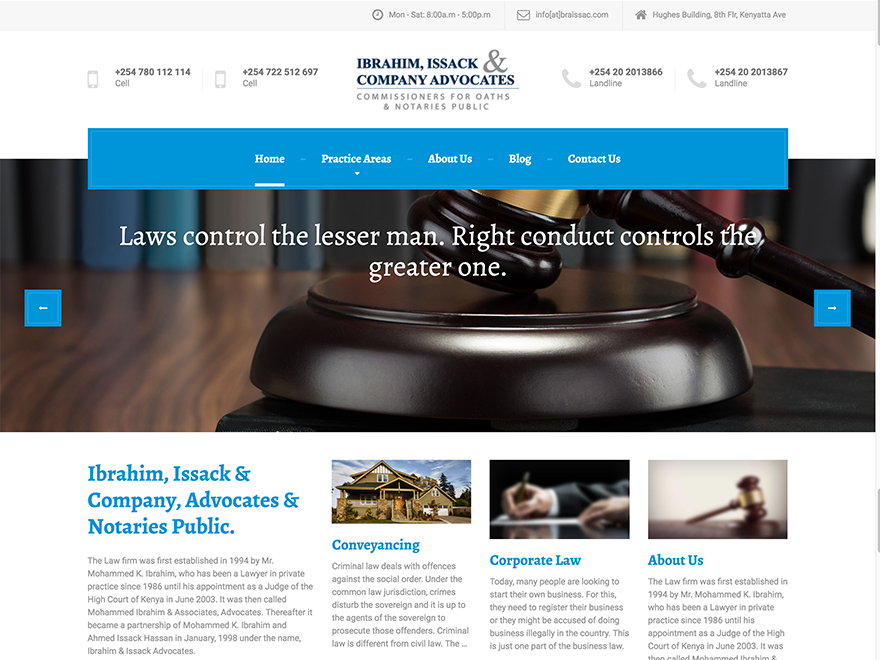 Mon - Sat: 8:00a.m - 5:00p.m
info[at]braissac.com
Hughes Building, 8th Flr, Kenyatta Ave
+254 780 112 114
Cell
+254 722 512 697
Cell
IBRAHIM, ISSACK &
COMPANY ADVOCATES
COMMISSIONERS FOR OATHS
& NOTARIES PUBLIC
+254 20 2013866
Landline
+254 20 2013867
Landline
Home
Practice Areas
About Us
Blog
Contact Us
Laws control the lesser man. Right conduct controls the
greater one.
Ibrahim, Issack &
Company, Advocates &
Notaries Public.
The Law firm was first established in 1994 by Mr.
Mohammed K. Ibrahim, who has been a Lawyer in private
practice since 1986 until his appointment as a Judge of the
High Court of Kenya in June 2003. It was then called
Mohammed Ibrahim & Associates, Advocates. Thereafter it
became a partnership of Mohammed K. Ibrahim and
Ahmed Issack Hassan in January, 1998 under the name,
Ibrahim & Issack Advocates.
Conveyancing
Criminal law deals with offences
against the social order. Under the
common law jurisdiction, crimes
disturb the sovereign and it is up to
the agents of the sovereign to
prosecute those offenders. Criminal
law is different from civil law. The ...
Corporate Law
Today, many people are looking to
start their own business. For this,
they need to register their business
or they might be accused of doing
business illegally in the country. This
is just one part of the business law.
About Us
The Law firm was first established in
1994 by Mr. Mohammed K. Ibrahim,
who has been a Lawyer in private
practice since 1986 until his
appointment as a Judge of the High
Court of Kenya in June 2003. It was
then called Mohammed Ibrahim &